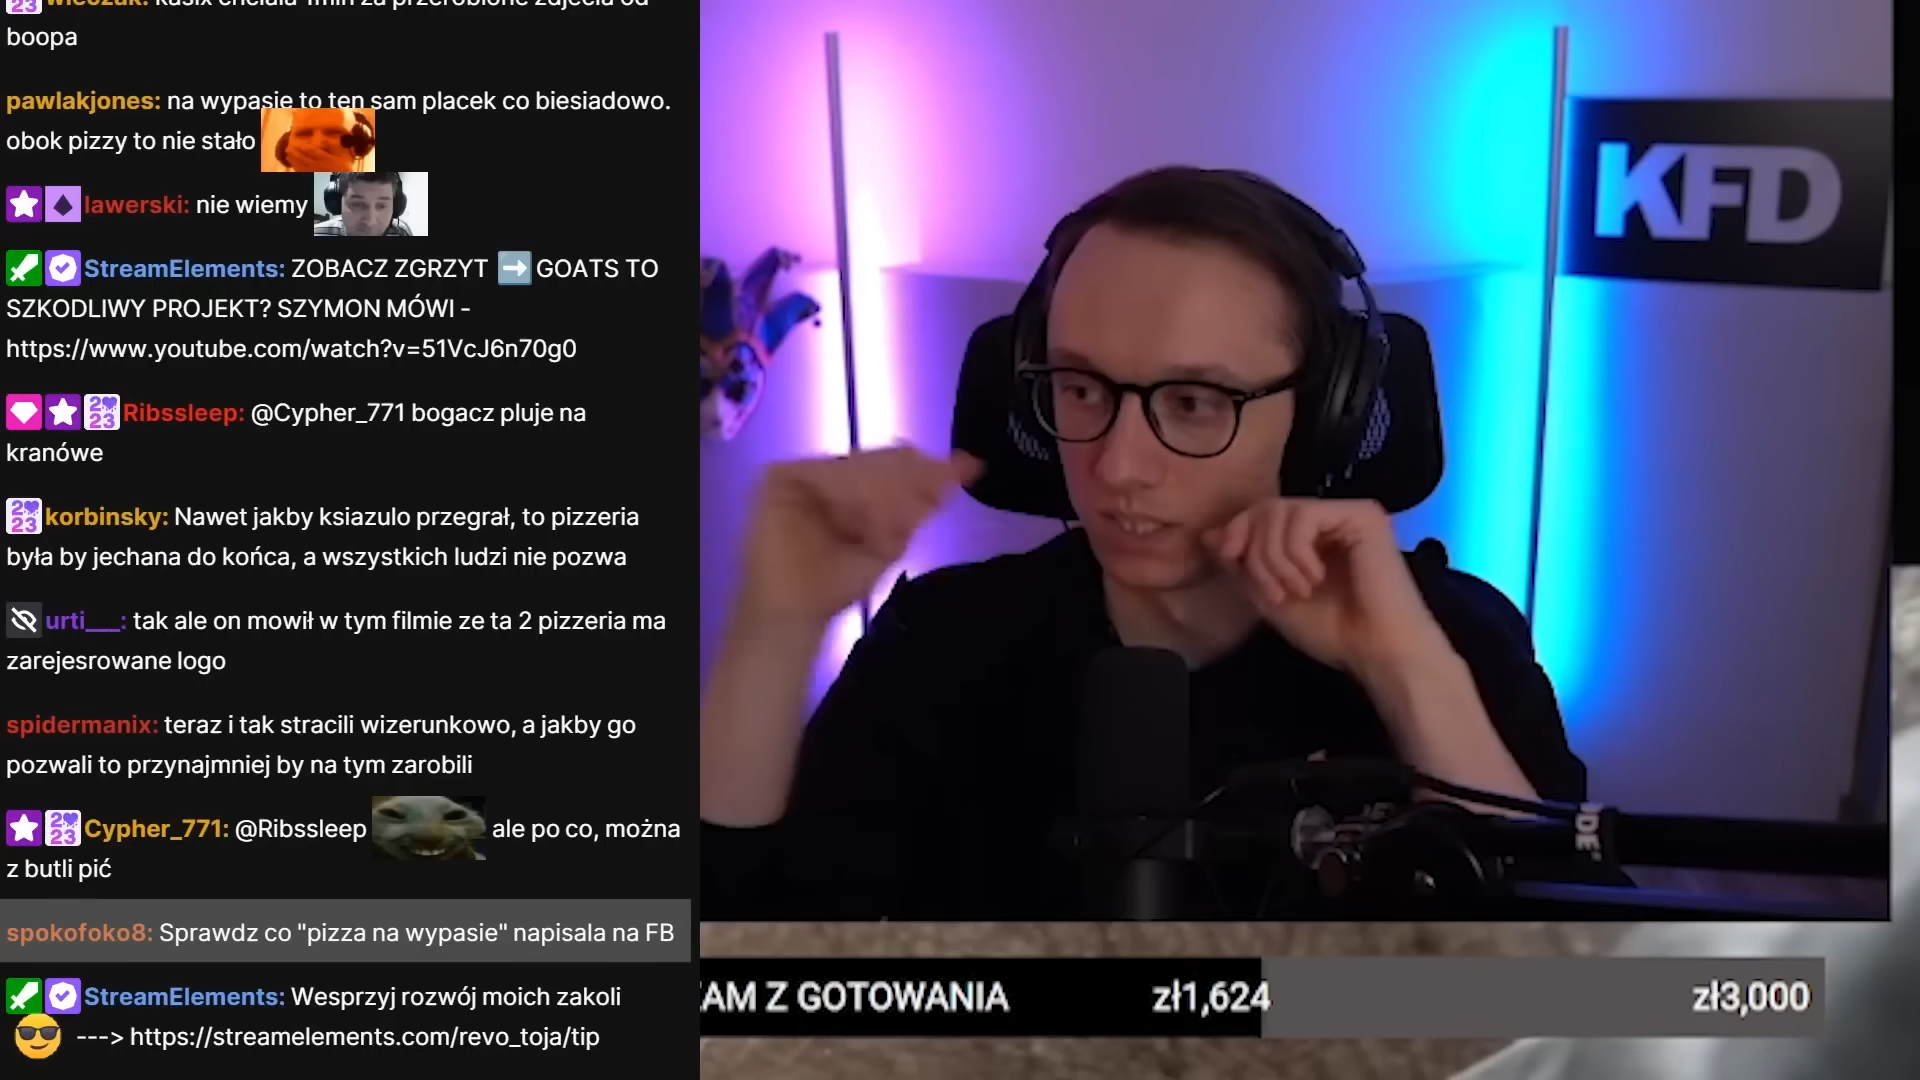 boopa
pawlakjones: na wypasie to ten sam placek co biesiadowo.
obok pizzy to nie stało
lawerski: nie wiemy
StreamElements: ZOBACZ ZGRZYT ➡️ GOATS TO
SZKODLIWY PROJEKT? SZYMON MÓWI -
https://www.youtube.com/watch?v=51VcJ6n70g0
Ribssleep: @Cypher_771 bogacz pluje na
kranówe
korbinsky: Nawet jakby ksiazulo przegrał, to pizzeria
była by jechana do końca, a wszystkich ludzi nie pozwa
urti___: tak ale on mowił w tym filmie ze ta 2 pizzeria ma
zarejesrowane logo
spidermanix: teraz i tak stracili wizerunkowo, a jakby go
pozwali to przynajmniej by na tym zarobili
Cypher_771: @Ribssleep ale po co, można
z butli pić
spokofoko8: Sprawdz co "pizza na wypasie" napisala na FB
StreamElements: Wesprzyj rozwój moich zakoli
😎 ---> https://streamelements.com/revo_toja/tip
KFD
AM Z GOTOWANIA zł1,624 zł3,000